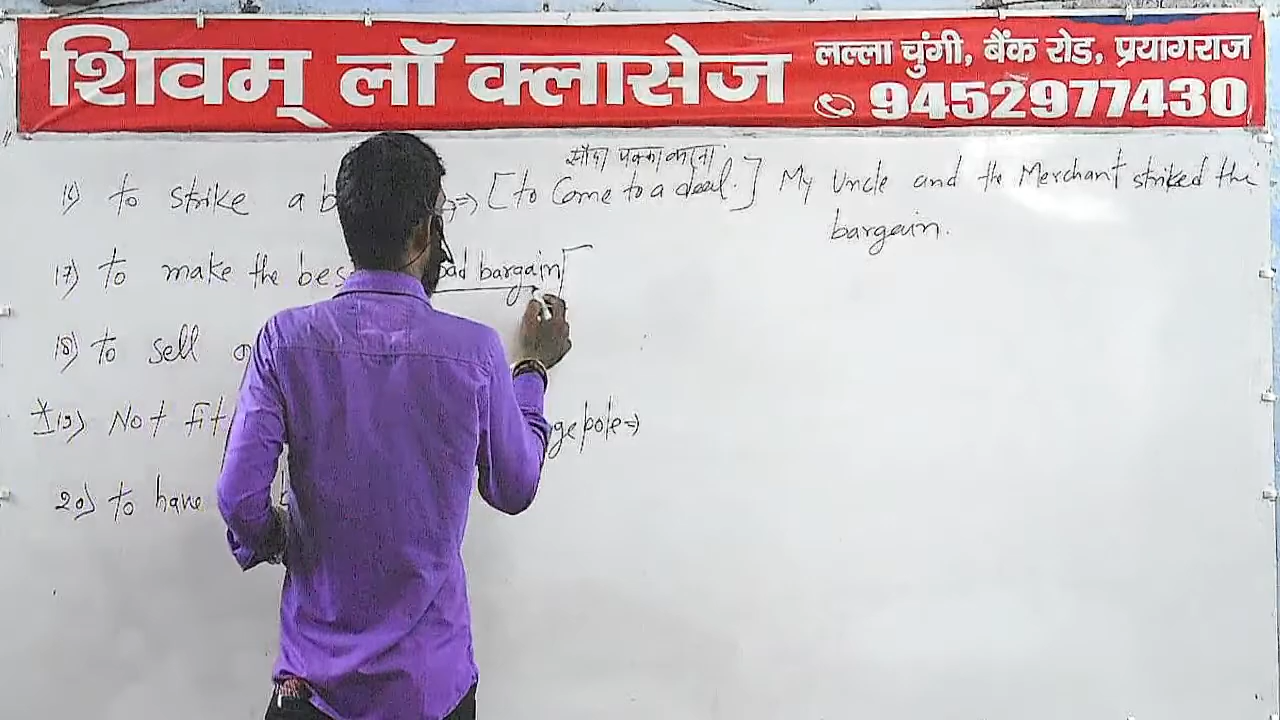 शिवम् लॉ क्लासेज
लल्ला चुंगी, बैंक रोड, प्रयागराज
9452977430
सौदा पक्का करना
16) to strike a b =) [to Come to a deal.] My Uncle and the Merchant striked the
bargain.
17) to make the bes bad bargain[
18) to sell
*19) Not fit ge pole=)
20) to have